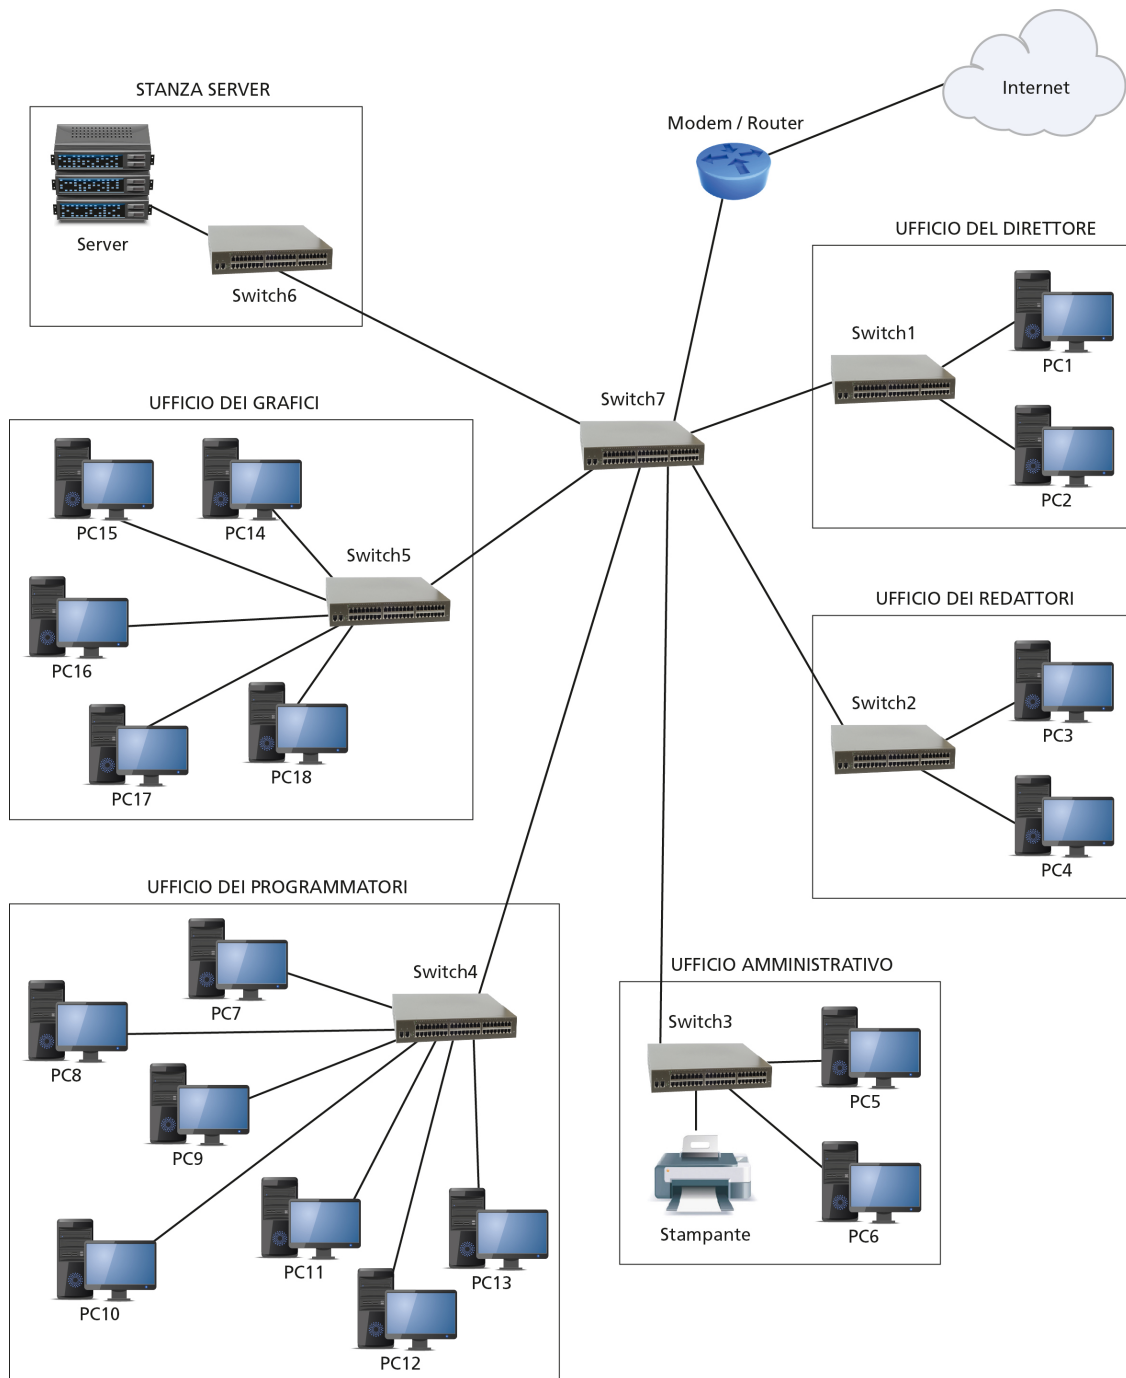 Internet
Modem / Router
STANZA SERVER
Server
Switch6
UFFICIO DEL DIRETTORE
Switch1
PC1
PC2
Switch7
UFFICIO DEI GRAFICI
PC15
PC14
Switch5
PC16
PC18
PC17
UFFICIO DEI REDATTORI
Switch2
PC3
PC4
UFFICIO DEI PROGRAMMATORI
Switch4
PC7
PC8
PC9
PC11
PC13
PC10
PC12
UFFICIO AMMINISTRATIVO
Switch3
PC5
Stampante
PC6